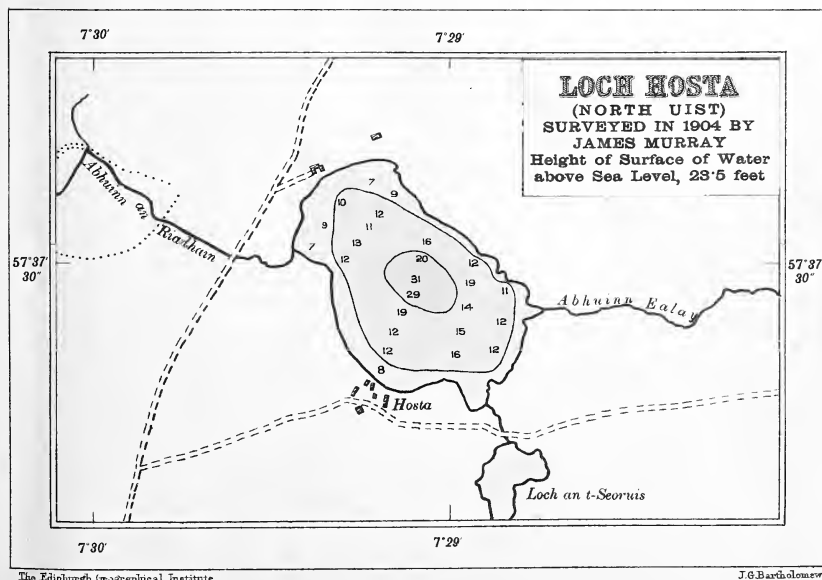 7°30'
7°29'
LOCH HOSTA
(NORTH UIST)
SURVEYED IN 1904 BY
JAMES MURRAY
Height of Surface of Water
above Sea Level, 23·5 feet
Abhuinn an Riadhain
57°37'
30"
57°37'
30"
7
9
10
12
9
11
7
13
16
12
20
12
31
19
11
29
19
14
12
15
12
12
16
12
8
Abhuinn Ealay
Hosta
Loch an t-Seoruis
7°30'
7°29'
The Edinburgh Geographical Institute
J.G.Bartholomew